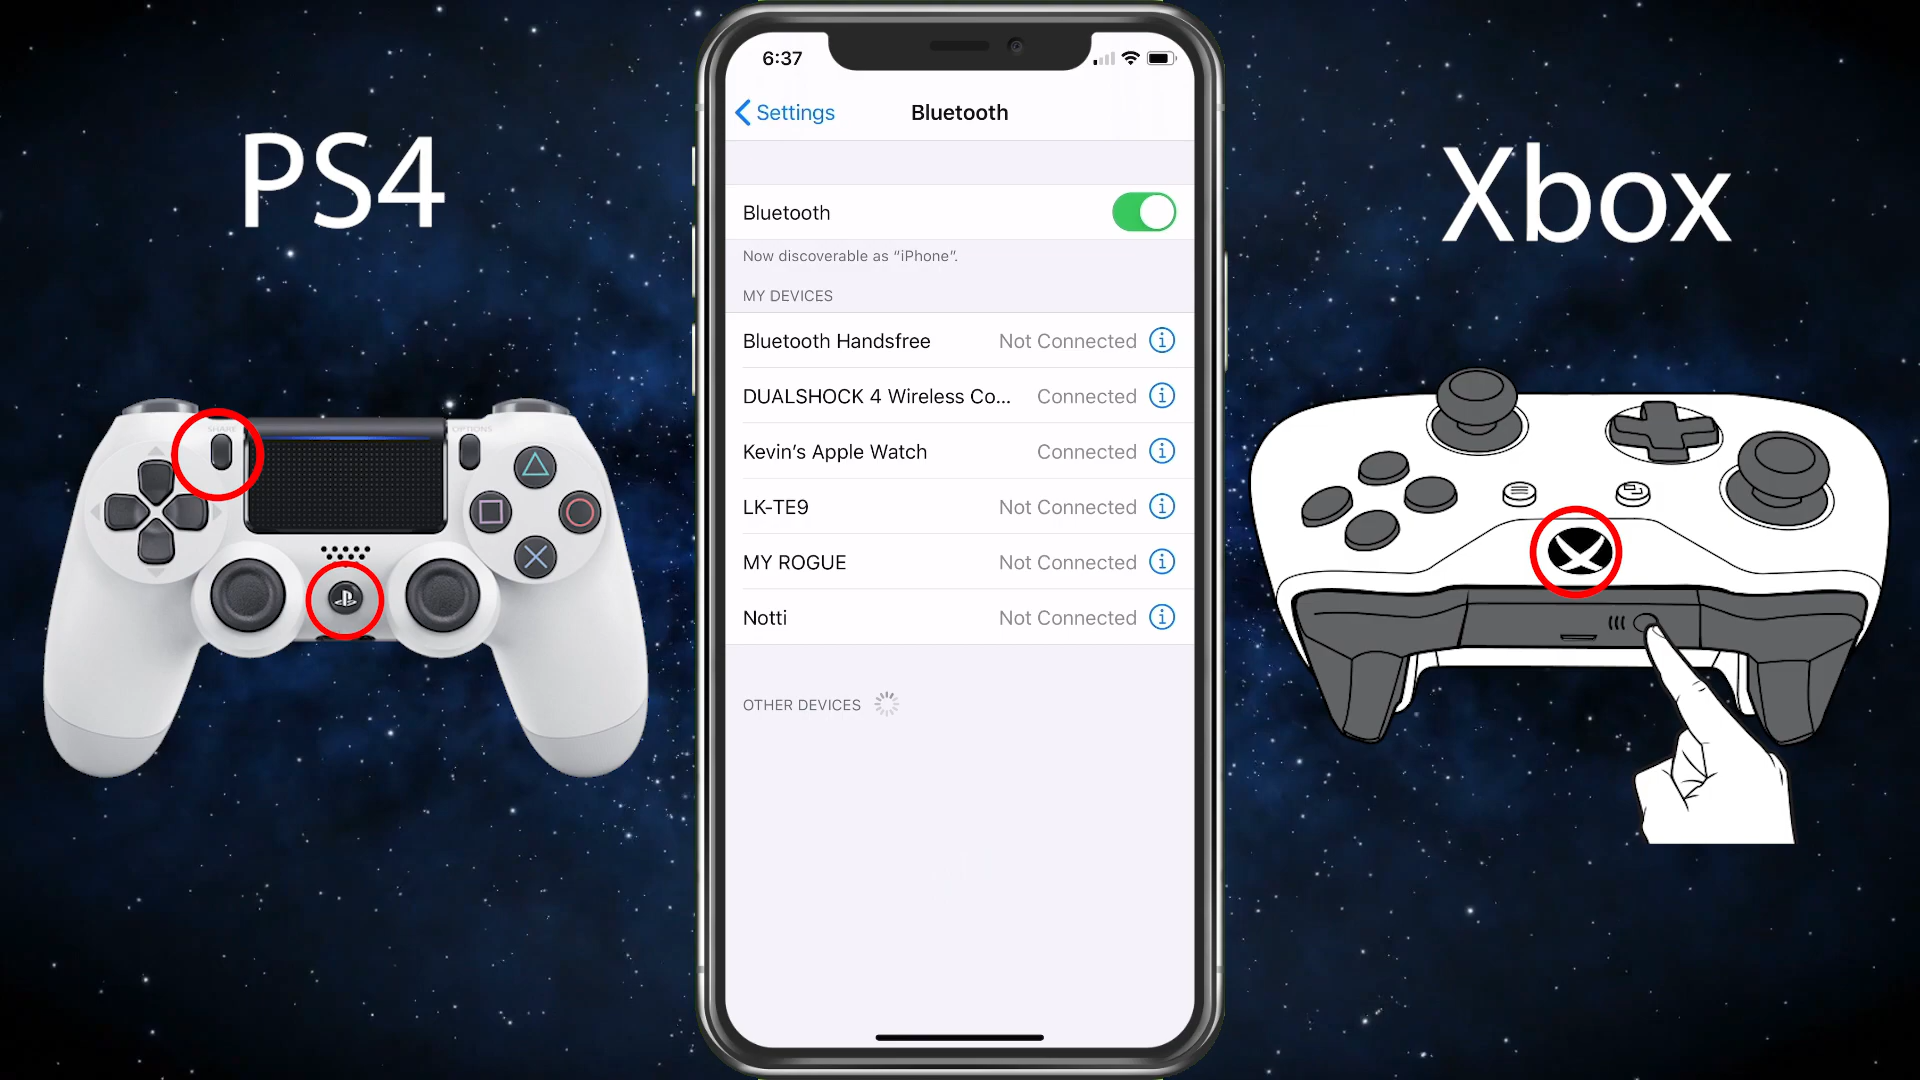 PS4
Xbox
6:37
Settings
Bluetooth
Bluetooth
Now discoverable as “iPhone”.
MY DEVICES
Bluetooth Handsfree Not Connected
DUALSHOCK 4 Wireless Co... Connected
Kevin’s Apple Watch Connected
LK-TE9 Not Connected
MY ROGUE Not Connected
Notti Not Connected
OTHER DEVICES
SHARE
OPTIONS